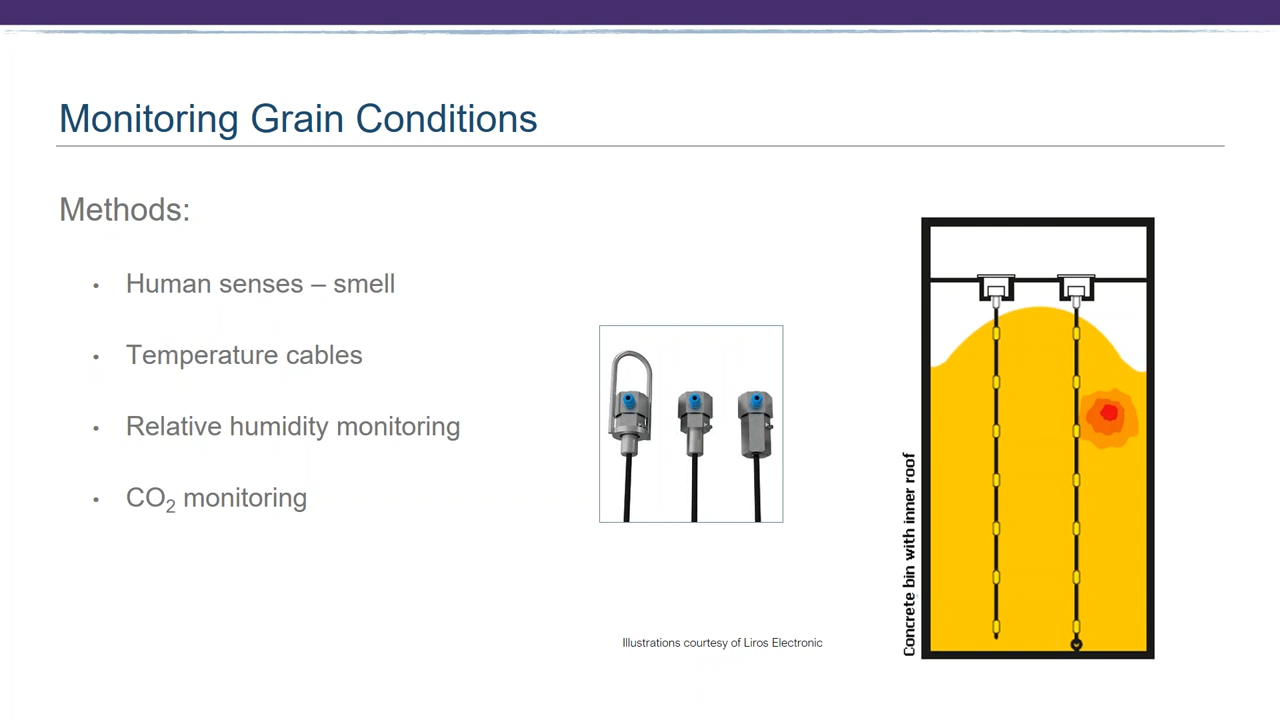 Monitoring Grain Conditions
Methods:
• Human senses – smell
• Temperature cables
• Relative humidity monitoring
• CO₂ monitoring
Concrete bin with inner roof
Illustrations courtesy of Liros Electronic